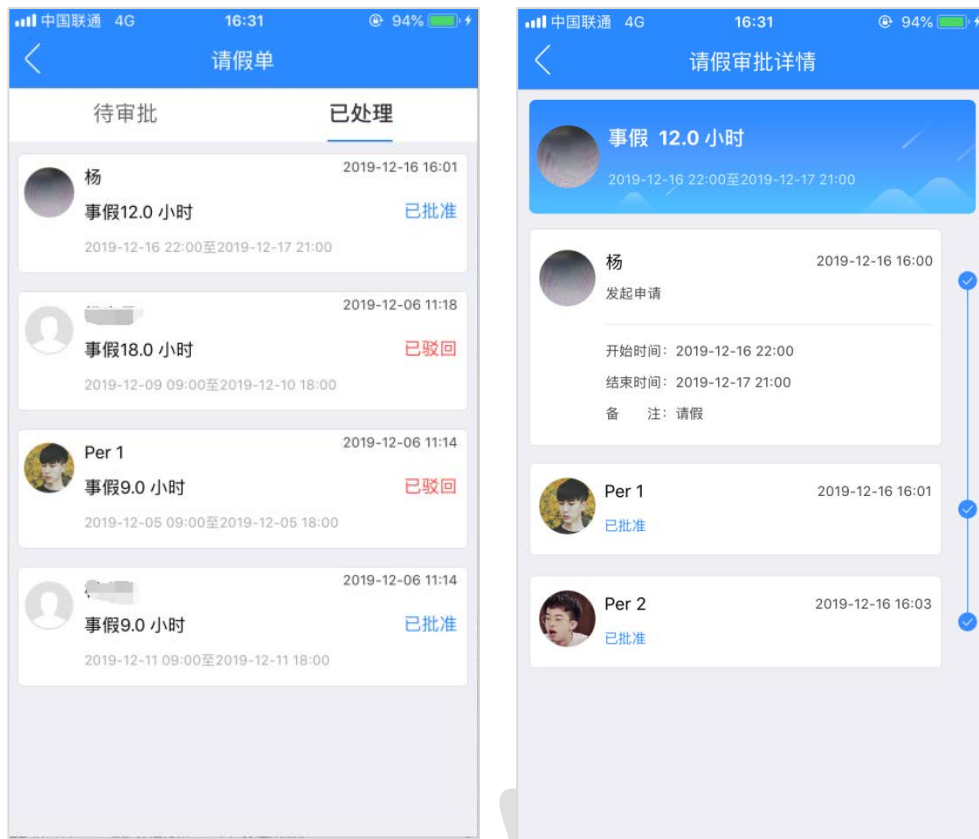 中国联通 4G 16:31 94%
请假单
待审批 已处理
杨 2019-12-16 16:01
事假12.0 小时 已批准
2019-12-16 22:00至2019-12-17 21:00
2019-12-06 11:18
事假18.0 小时 已驳回
2019-12-09 09:00至2019-12-10 18:00
Per 1 2019-12-06 11:14
事假9.0 小时 已驳回
2019-12-05 09:00至2019-12-05 18:00
2019-12-06 11:14
事假9.0 小时 已批准
2019-12-11 09:00至2019-12-11 18:00
中国联通 4G 16:31 94%
请假审批详情
事假 12.0 小时
2019-12-16 22:00至2019-12-17 21:00
杨 2019-12-16 16:00
发起申请
开始时间：2019-12-16 22:00
结束时间：2019-12-17 21:00
备 注：请假
Per 1 2019-12-16 16:01
已批准
Per 2 2019-12-16 16:03
已批准